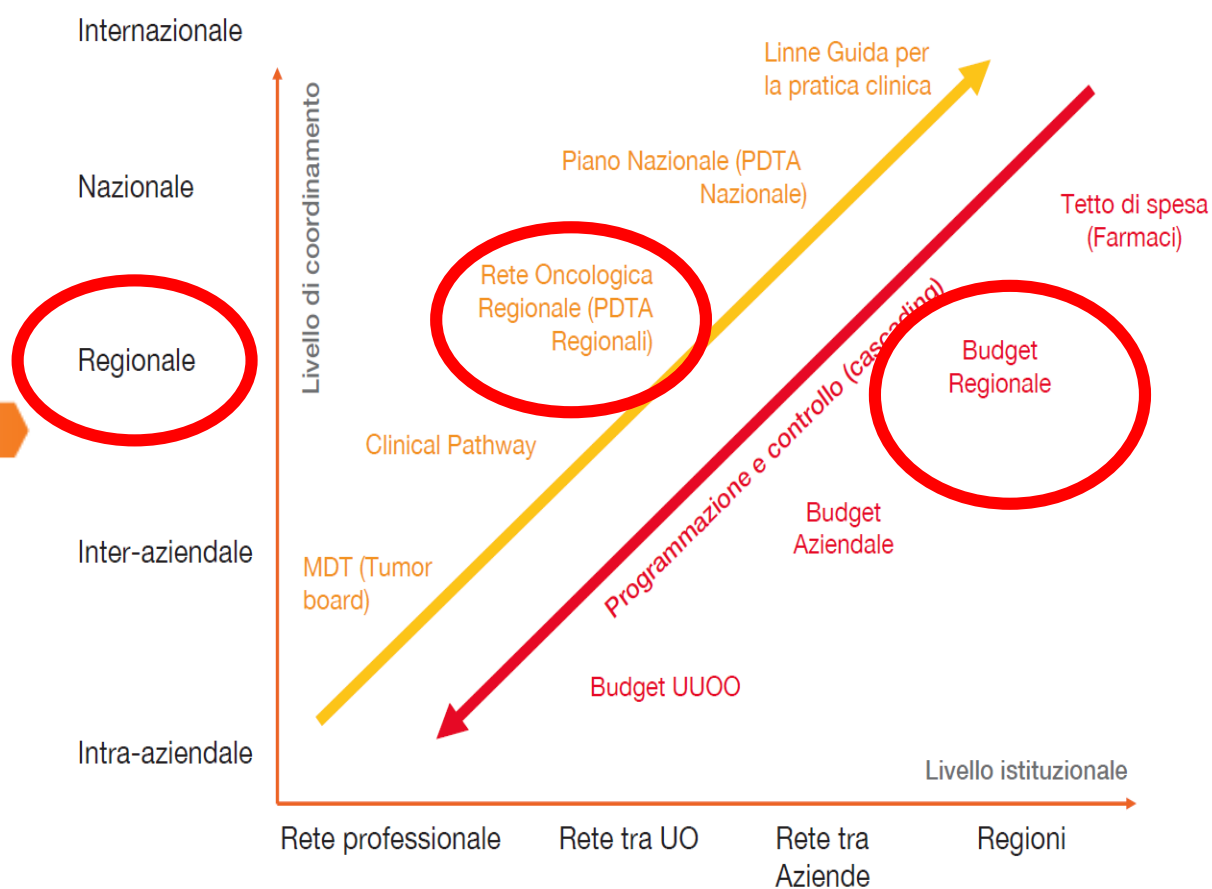 Internazionale
Nazionale
Regionale
Inter-aziendale
Intra-aziendale
Livello di coordinamento
Linne Guida per
la pratica clinica
Piano Nazionale (PDTA
Nazionale)
Rete Oncologica
Regionale (PDTA
Regionali)
Clinical Pathway
MDT (Tumor
board)
Tetto di spesa
(Farmaci)
Budget
Regionale
Programmazione e controllo (cascading)
Budget
Aziendale
Budget UUOO
Livello istituzionale
Rete professionale
Rete tra UO
Rete tra
Aziende
Regioni